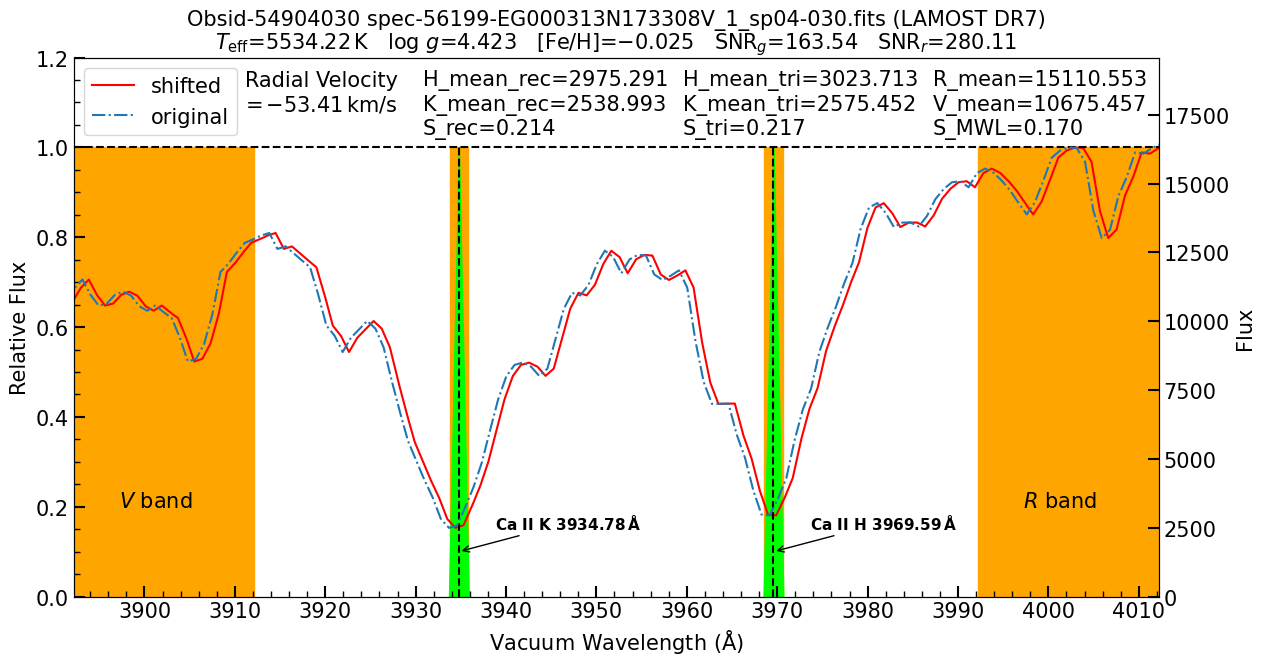 Obsid-54904030 spec-56199-EG000313N173308V_1_sp04-030.fits (LAMOST DR7)
Teff=5534.22 K log g=4.423 [Fe/H]=−0.025 SNRg=163.54 SNRr=280.11
shifted
original
Radial Velocity
=−53.41 km/s
H_mean_rec=2975.291
K_mean_rec=2538.993
S_rec=0.214
H_mean_tri=3023.713
K_mean_tri=2575.452
S_tri=0.217
R_mean=15110.553
V_mean=10675.457
S_MWL=0.170
1.2
1.0
0.8
0.6
0.4
0.2
0.0
Relative Flux
17500
15000
12500
10000
7500
5000
2500
0
Flux
V band
Ca II K 3934.78 Å
Ca II H 3969.59 Å
R band
3900 3910 3920 3930 3940 3950 3960 3970 3980 3990 4000 4010
Vacuum Wavelength (Å)